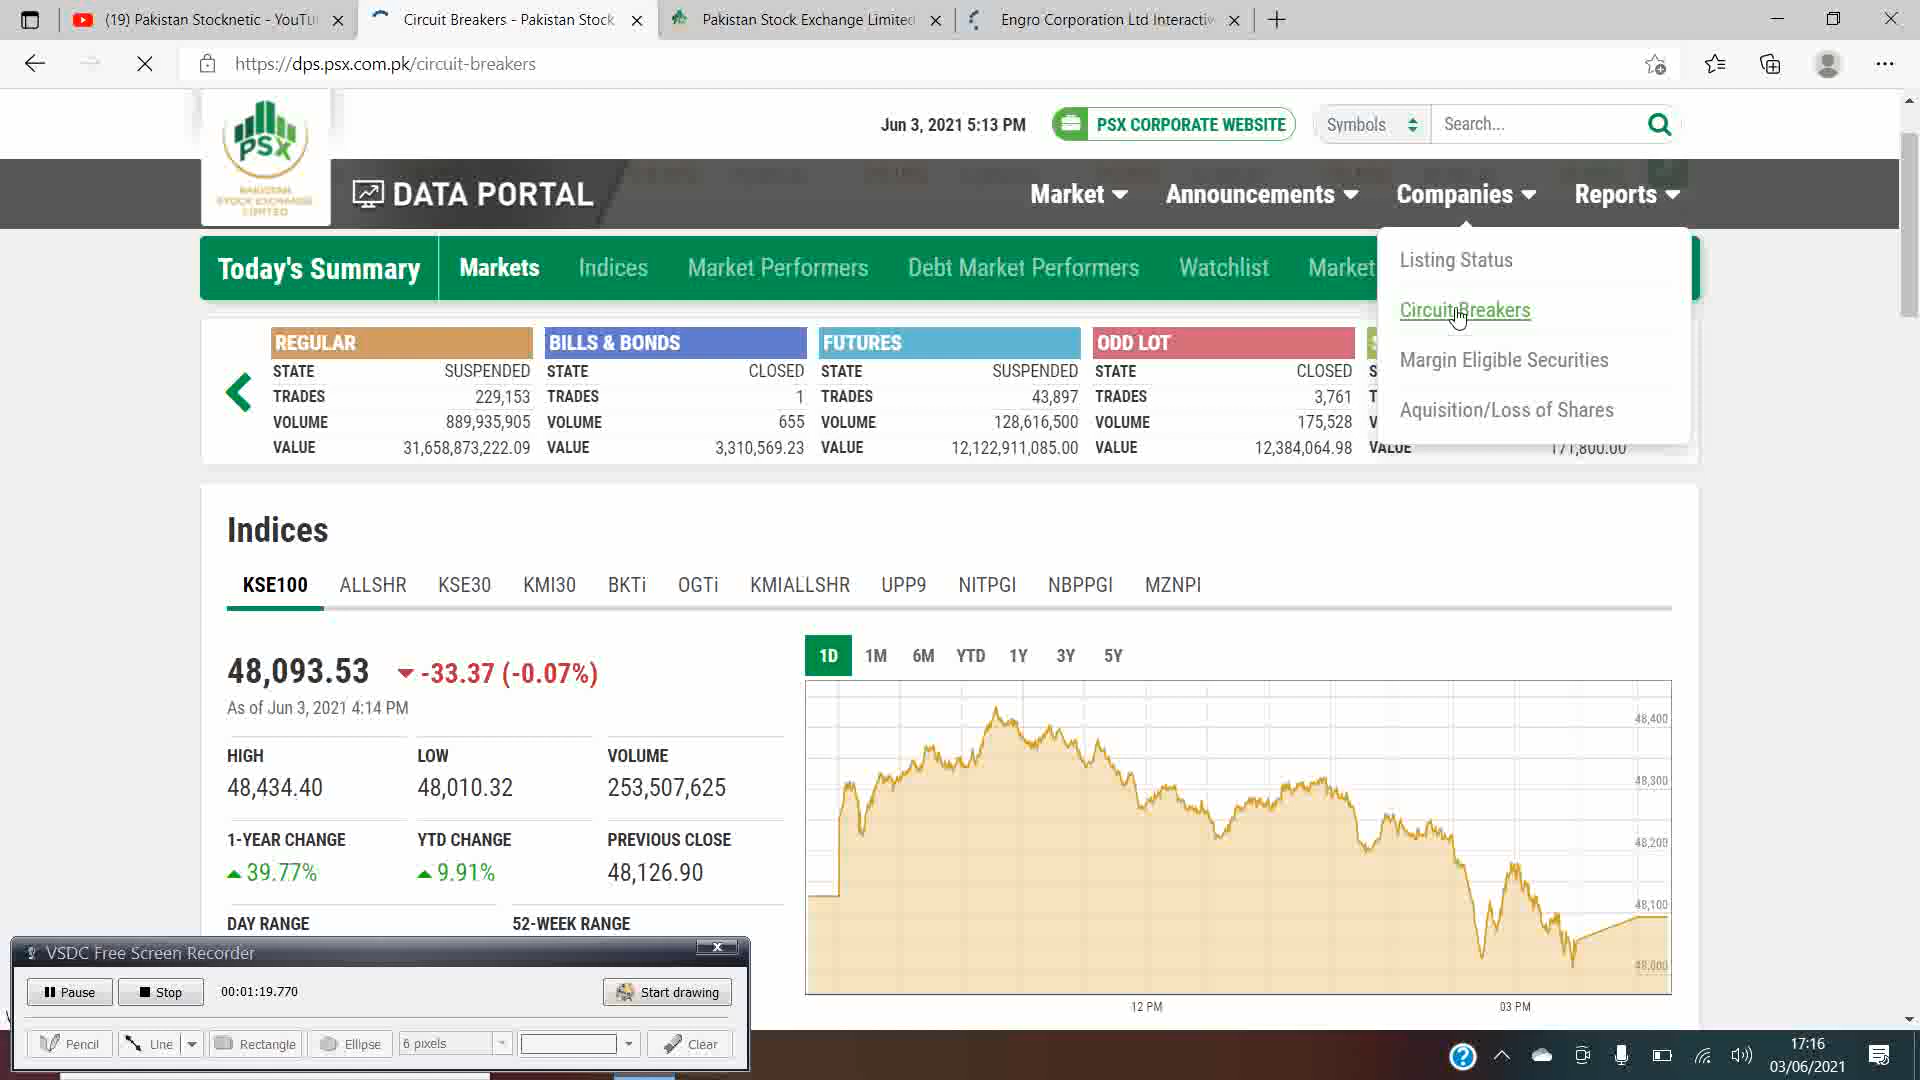 (19) Pakistan Stocknetic - YouTu
Circuit Breakers - Pakistan Stock
Pakistan Stock Exchange Limited
Engro Corporation Ltd Interactiv
https://dps.psx.com.pk/circuit-breakers
PSX
PAKISTAN
STOCK EXCHANGE
LIMITED
Jun 3, 2021 5:13 PM
PSX CORPORATE WEBSITE
Symbols
Search...
DATA PORTAL
Market
Announcements
Companies
Reports
Listing Status
Circuit Breakers
Margin Eligible Securities
Aquisition/Loss of Shares
Today's Summary
Markets
Indices
Market Performers
Debt Market Performers
Watchlist
Market
REGULAR
STATE SUSPENDED
TRADES 229,153
VOLUME 889,935,905
VALUE 31,658,873,222.09
BILLS & BONDS
STATE CLOSED
TRADES 1
VOLUME 655
VALUE 3,310,569.23
FUTURES
STATE SUSPENDED
TRADES 43,897
VOLUME 128,616,500
VALUE 12,122,911,085.00
ODD LOT
STATE CLOSED
TRADES 3,761
VOLUME 175,528
VALUE 12,384,064.98
VALUE 171,800.00
Indices
KSE100 ALLSHR KSE30 KMI30 BKTi OGTi KMIALLSHR UPP9 NITPGI NBPPGI MZNPI
48,093.53 -33.37 (-0.07%)
As of Jun 3, 2021 4:14 PM
HIGH LOW VOLUME
48,434.40 48,010.32 253,507,625
1-YEAR CHANGE YTD CHANGE PREVIOUS CLOSE
39.77% 9.91% 48,126.90
DAY RANGE 52-WEEK RANGE
1D 1M 6M YTD 1Y 3Y 5Y
48,400
48,300
48,200
48,100
48,000
12 PM 03 PM
VSDC Free Screen Recorder
x
Pause Stop 00:01:19.770 Start drawing
Pencil Line Rectangle Ellipse 6 pixels Clear
17:16
03/06/2021